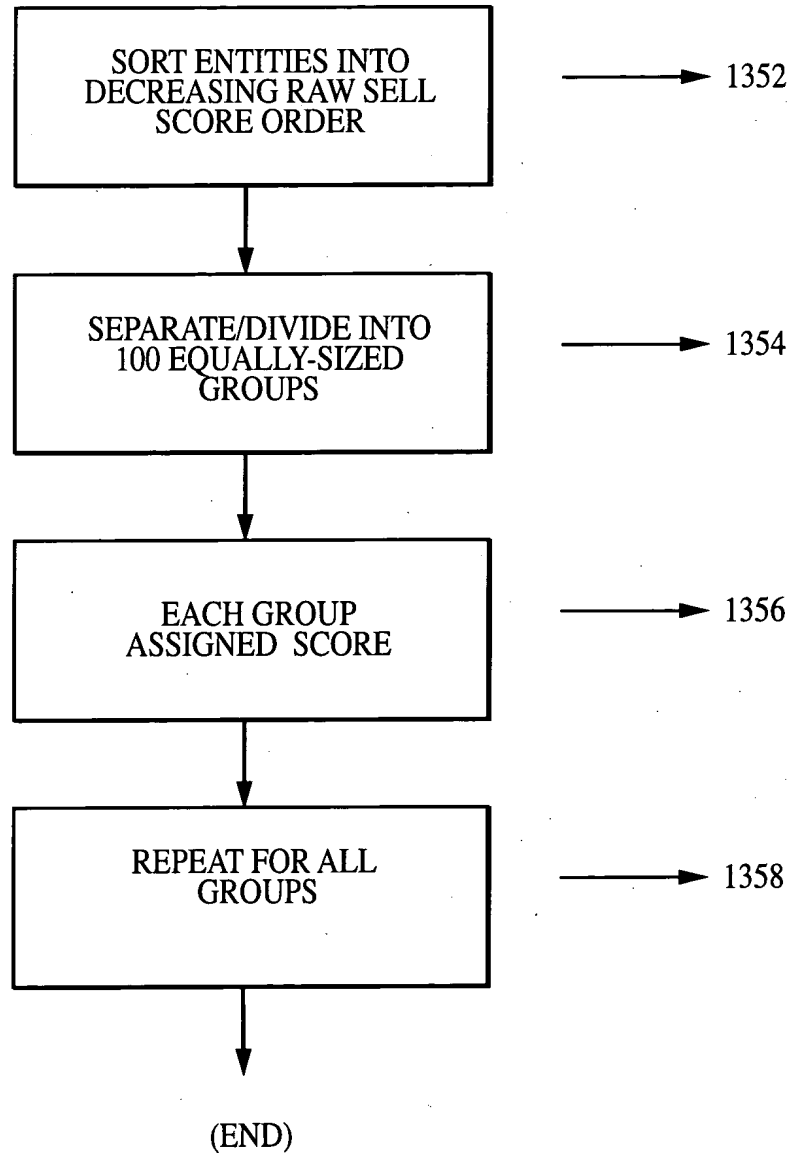 SORT ENTITIES INTO
DECREASING RAW SELL
SCORE ORDER
1352
SEPARATE/DIVIDE INTO
100 EQUALLY-SIZED
GROUPS
1354
EACH GROUP
ASSIGNED SCORE
1356
REPEAT FOR ALL
GROUPS
1358
(END)